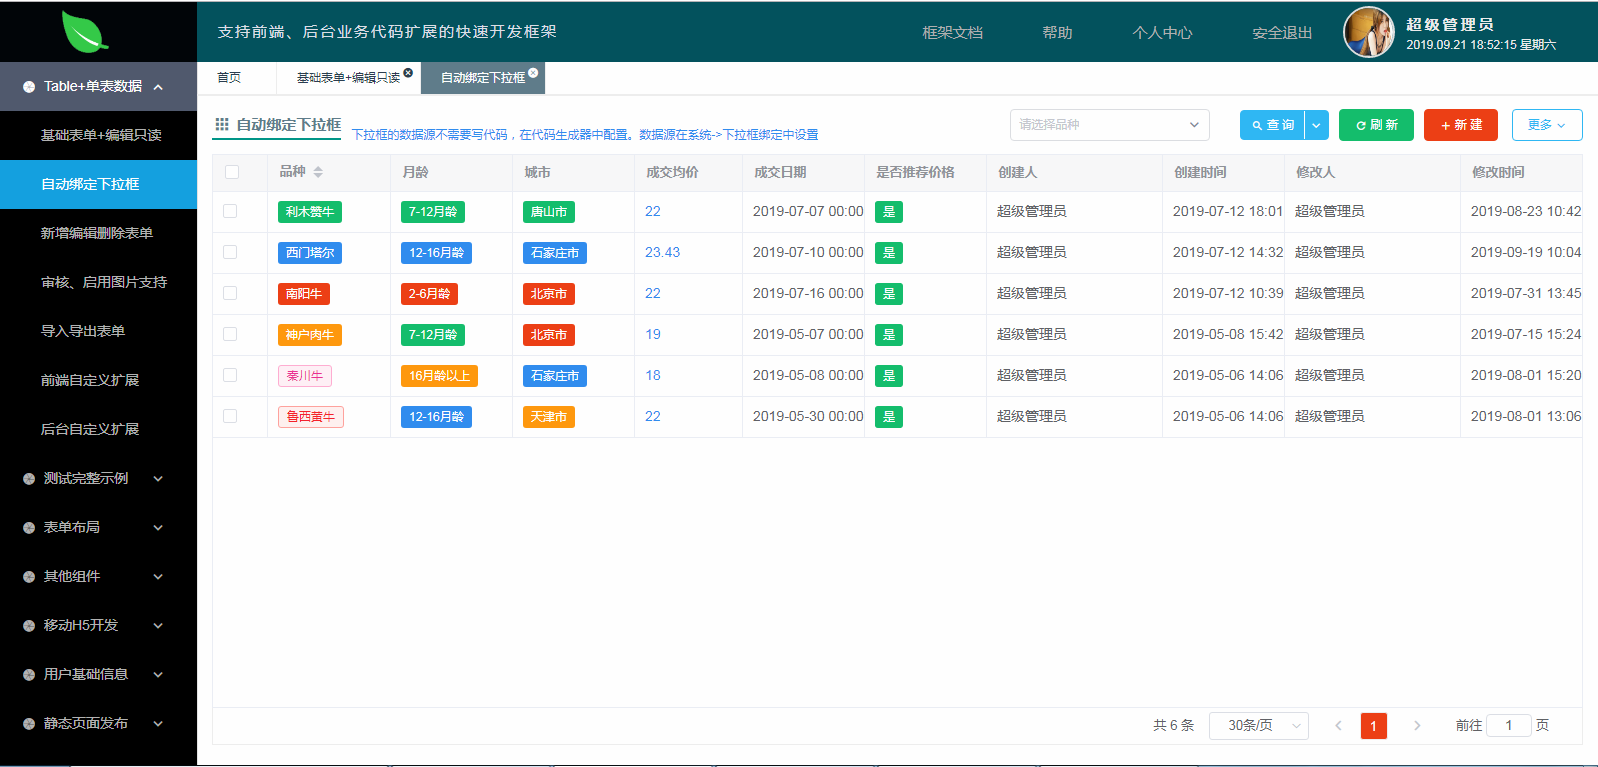 支持前端、后台业务代码扩展的快速开发框架
框架文档
帮助
个人中心
安全退出
超级管理员
2019.09.21 18:52:15 星期六
Table+单表数据
基础表单+编辑只读
自动绑定下拉框
新增编辑删除表单
审核、启用图片支持
导入导出表单
前端自定义扩展
后台自定义扩展
测试完整示例
表单布局
其他组件
移动H5开发
用户基础信息
静态页面发布
首页
基础表单+编辑只读
自动绑定下拉框
自动绑定下拉框
下拉框的数据源不需要写代码，在代码生成器中配置。数据源在系统->下拉框绑定中设置
请选择品种
查 询
刷 新
+ 新 建
更多
品种 月龄 城市 成交均价 成交日期 是否推荐价格 创建人 创建时间 修改人 修改时间
利木赞牛 7-12月龄 唐山市 22 2019-07-07 00:00 是 超级管理员 2019-07-12 18:01 超级管理员 2019-08-23 10:42
西门塔尔 12-16月龄 石家庄市 23.43 2019-07-10 00:00 是 超级管理员 2019-07-12 14:32 超级管理员 2019-09-19 10:04
南阳牛 2-6月龄 北京市 22 2019-07-16 00:00 是 超级管理员 2019-07-12 10:39 超级管理员 2019-07-31 13:45
神户肉牛 7-12月龄 北京市 19 2019-05-07 00:00 是 超级管理员 2019-05-08 15:42 超级管理员 2019-07-15 15:24
秦川牛 16月龄以上 石家庄市 18 2019-05-08 00:00 是 超级管理员 2019-05-06 14:06 超级管理员 2019-08-01 15:20
鲁西黄牛 12-16月龄 天津市 22 2019-05-30 00:00 是 超级管理员 2019-05-06 14:06 超级管理员 2019-08-01 13:06
共 6 条 30条/页 1 前往 1 页